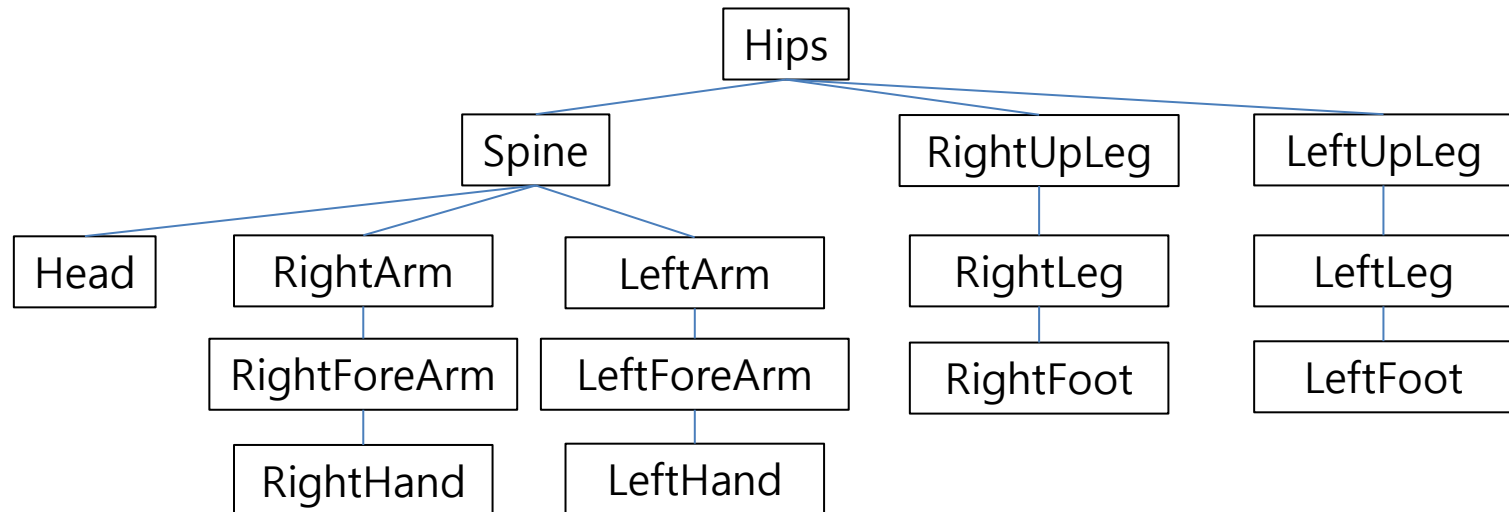 Hips
Spine
RightUpLeg
LeftUpLeg
Head
RightArm
LeftArm
RightLeg
LeftLeg
RightForeArm
LeftForeArm
RightFoot
LeftFoot
RightHand
LeftHand